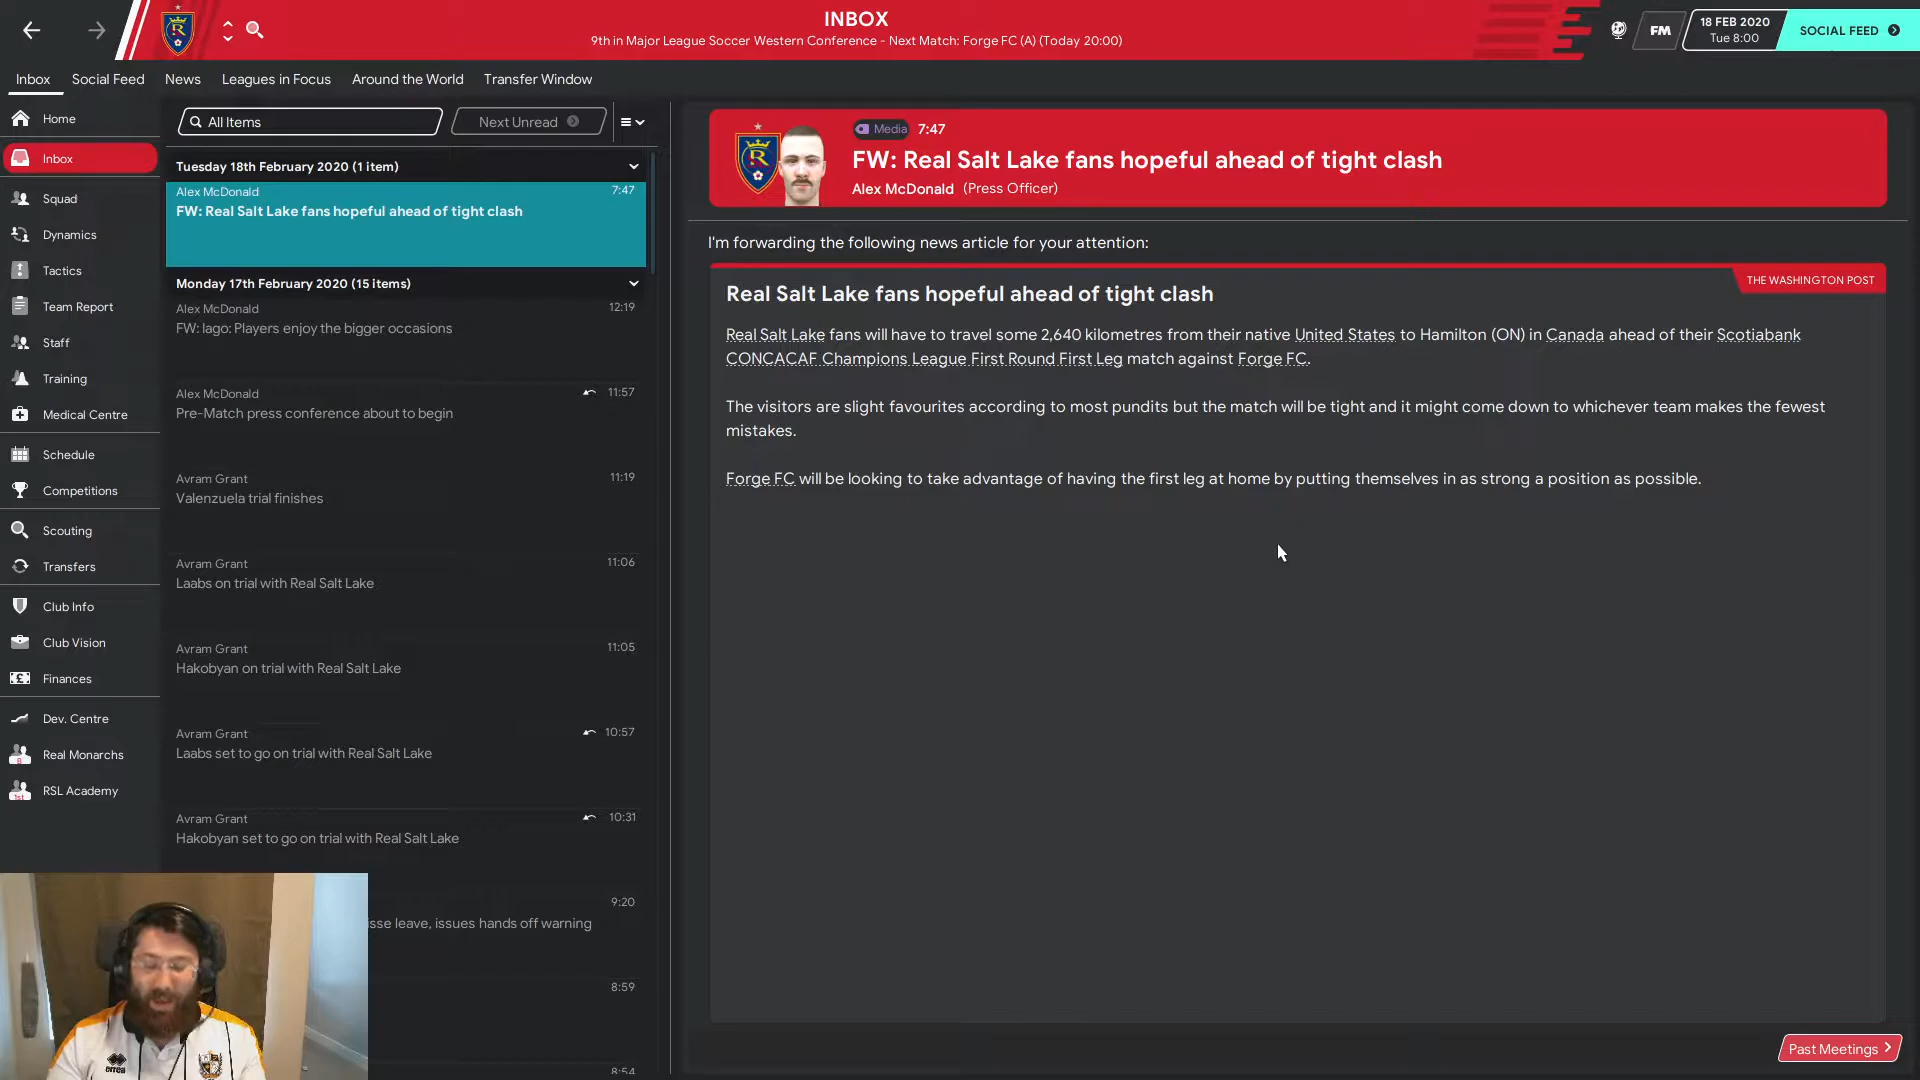 INBOX
9th in Major League Soccer Western Conference - Next Match: Forge FC (A) (Today 20:00)
FM
18 FEB 2020
Tue 8:00
SOCIAL FEED
Inbox
Social Feed
News
Leagues in Focus
Around the World
Transfer Window
Home
Inbox
Squad
Dynamics
Tactics
Team Report
Staff
Training
Medical Centre
Schedule
Competitions
Scouting
Transfers
Club Info
Club Vision
Finances
Dev. Centre
Real Monarchs
RSL Academy
All Items
Next Unread
Tuesday 18th February 2020 (1 item)
Alex McDonald 7:47
FW: Real Salt Lake fans hopeful ahead of tight clash
Monday 17th February 2020 (15 items)
Alex McDonald 12:19
FW: Iago: Players enjoy the bigger occasions
Alex McDonald 11:57
Pre-Match press conference about to begin
Avram Grant 11:19
Valenzuela trial finishes
Avram Grant 11:06
Laabs on trial with Real Salt Lake
Avram Grant 11:05
Hakobyan on trial with Real Salt Lake
Avram Grant 10:57
Laabs set to go on trial with Real Salt Lake
Avram Grant 10:31
Hakobyan set to go on trial with Real Salt Lake
9:20
isse leave, issues hands off warning
8:59
8:54
Media 7:47
FW: Real Salt Lake fans hopeful ahead of tight clash
Alex McDonald (Press Officer)
I'm forwarding the following news article for your attention:
THE WASHINGTON POST
Real Salt Lake fans hopeful ahead of tight clash
Real Salt Lake fans will have to travel some 2,640 kilometres from their native United States to Hamilton (ON) in Canada ahead of their Scotiabank
CONCACAF Champions League First Round First Leg match against Forge FC.
The visitors are slight favourites according to most pundits but the match will be tight and it might come down to whichever team makes the fewest
mistakes.
Forge FC will be looking to take advantage of having the first leg at home by putting themselves in as strong a position as possible.
Past Meetings
errea